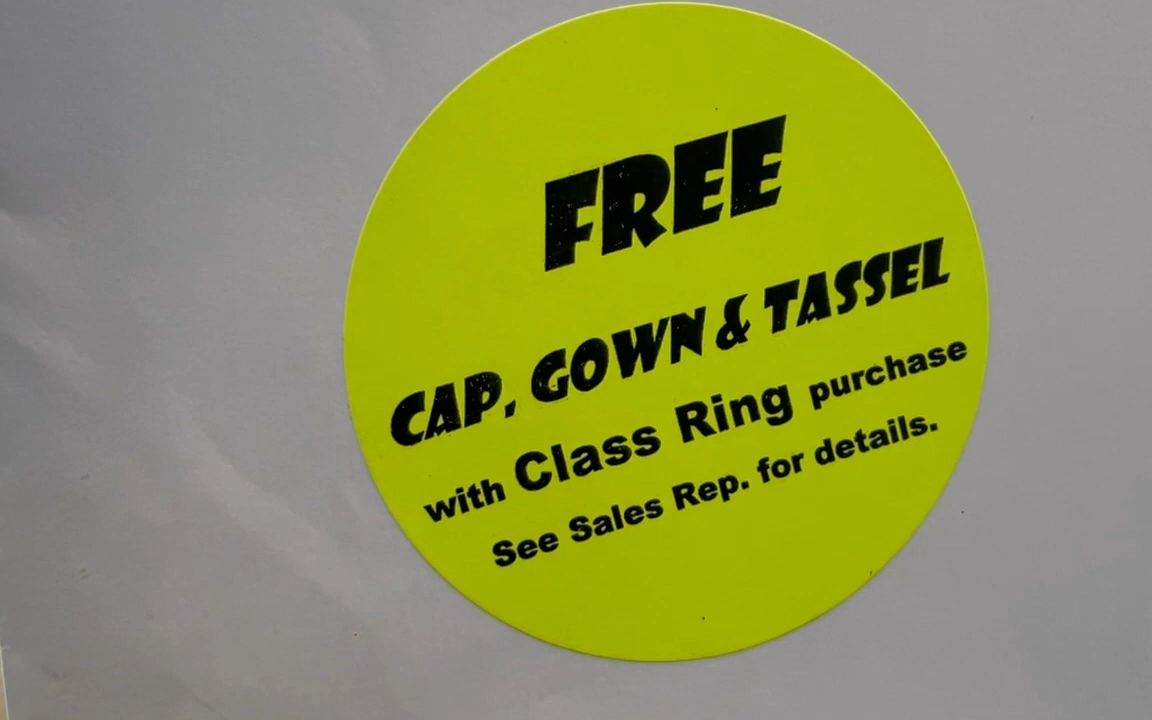 FREE
CAP, GOWN & TASSEL
with Class Ring purchase
See Sales Rep. for details.